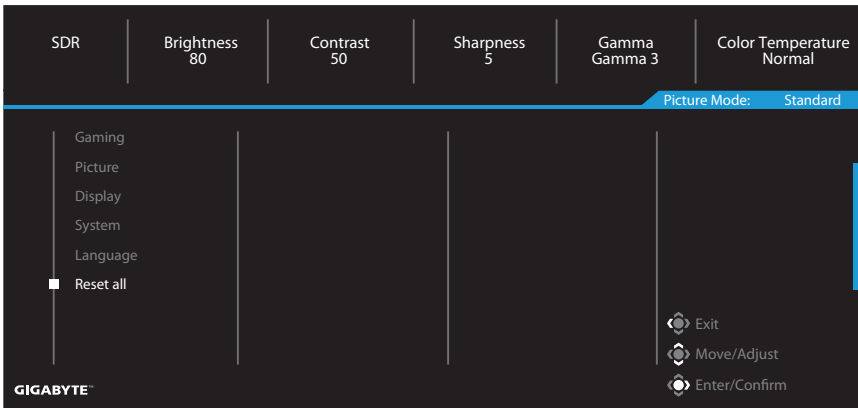 SDR
Brightness
80
Contrast
50
Sharpness
5
Gamma
Gamma 3
Color Temperature
Normal
Picture Mode: Standard
Gaming
Picture
Display
System
Language
Reset all
Exit
Move/Adjust
Enter/Confirm
GIGABYTE™